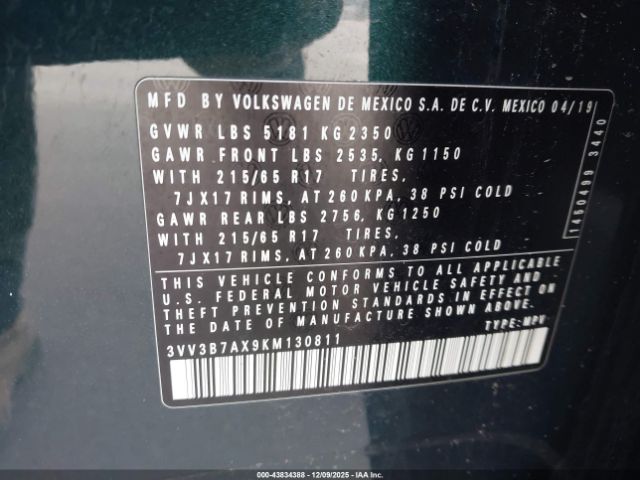 MFD BY VOLKSWAGEN DE MEXICO S.A. DE C.V. MEXICO 04/19
GVWR LBS 5181 KG 2350
GAWR FRONT LBS 2535, KG 1150
WITH 215/65 R17 TIRES,
7JX17 RIMS, AT 260 KPA, 38 PSI COLD
GAWR REAR LBS 2756, KG 1250
WITH 215/65 R17 TIRES,
7JX17 RIMS, AT 260 KPA, 38 PSI COLD
1450499 3440
THIS VEHICLE CONFORMS TO ALL APPLICABLE
U.S. FEDERAL MOTOR VEHICLE SAFETY AND
THEFT PREVENTION STANDARDS IN EFFECT ON
THE DATE OF MANUFACTURE SHOWN ABOVE.
3VV3B7AX9KM130811 TYPE: MPV
000-43834388 - 12/09/2025 - COPYRIGHT IAA, LLC